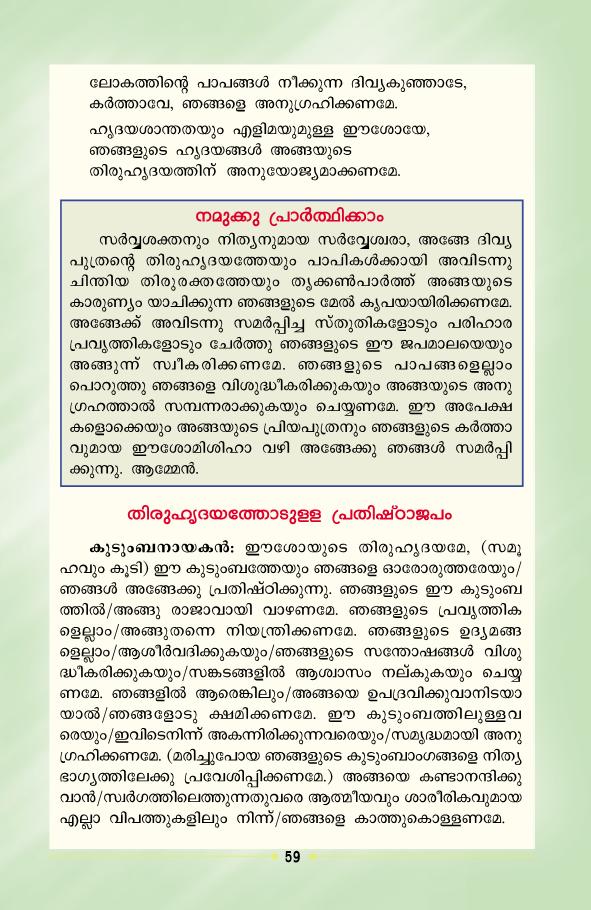 ലോകത്തിന്റെ പാപങ്ങൾ നീക്കുന്ന ദിവ്യകുഞ്ഞാടേ,
കർത്താവേ, ഞങ്ങളെ അനുഗ്രഹിക്കണമേ.
ഹൃദയശാന്തതയും എളിമയുമുള്ള ഈശോയേ,
ഞങ്ങളുടെ ഹൃദയങ്ങൾ അങ്ങയുടെ
തിരുഹൃദയത്തിന് അനുയോജ്യമാക്കണമേ.
നമുക്കു പ്രാർത്ഥിക്കാം
സർവ്വശക്തനും നിത്യനുമായ സർവ്വേശ്വരാ, അങ്ങേ ദിവ്യ
പുത്രന്റെ തിരുഹൃദയത്തേയും പാപികൾക്കായി അവിടന്നു
ചിന്തിയ തിരുരക്തത്തേയും തൃക്കൺപാർത്ത് അങ്ങയുടെ
കാരുണ്യം യാചിക്കുന്ന ഞങ്ങളുടെ മേൽ കൃപയായിരിക്കണമേ.
അങ്ങേക്ക് അവിടന്നു സമർപ്പിച്ച സ്തുതികളോടും പരിഹാര
പ്രവൃത്തികളോടും ചേർത്തു ഞങ്ങളുടെ ഈ ജപമാലയെയും
അങ്ങുന്ന് സ്വീകരിക്കണമേ. ഞങ്ങളുടെ പാപങ്ങളെല്ലാം
പൊറുത്തു ഞങ്ങളെ വിശുദ്ധീകരിക്കുകയും അങ്ങയുടെ അനു
ഗ്രഹത്താൽ സമ്പന്നരാക്കുകയും ചെയ്യണമേ. ഈ അപേക്ഷ
കളൊക്കെയും അങ്ങയുടെ പ്രിയപുത്രനും ഞങ്ങളുടെ കർത്താ
വുമായ ഈശോമിശിഹാ വഴി അങ്ങേക്കു ഞങ്ങൾ സമർപ്പി
ക്കുന്നു. ആമ്മേൻ.
തിരുഹൃദയത്തോടുളള പ്രതിഷ്ഠാജപം
കുടുംബനായകൻ: ഈശോയുടെ തിരുഹൃദയമേ, (സമൂ
ഹവും കൂടി) ഈ കുടുംബത്തേയും ഞങ്ങളെ ഓരോരുത്തരേയും/
ഞങ്ങൾ അങ്ങേക്കു പ്രതിഷ്ഠിക്കുന്നു. ഞങ്ങളുടെ ഈ കുടുംബ
ത്തിൽ/അങ്ങു രാജാവായി വാഴണമേ. ഞങ്ങളുടെ പ്രവൃത്തിക
ളെല്ലാം/അങ്ങുതന്നെ നിയന്ത്രിക്കണമേ. ഞങ്ങളുടെ ഉദ്യമങ്ങ
ളെല്ലാം/ആശീർവദിക്കുകയും/ഞങ്ങളുടെ സന്തോഷങ്ങൾ വിശു
ദ്ധീകരിക്കുകയും/സങ്കടങ്ങളിൽ ആശ്വാസം നല്കുകയും ചെയ്യ
ണമേ. ഞങ്ങളിൽ ആരെങ്കിലും/അങ്ങയെ ഉപദ്രവിക്കുവാനിടയാ
യാൽ/ഞങ്ങളോടു ക്ഷമിക്കണമേ. ഈ കുടുംബത്തിലുള്ളവ
രെയും/ഇവിടെനിന്ന് അകന്നിരിക്കുന്നവരെയും/സമൃദ്ധമായി അനു
ഗ്രഹിക്കണമേ. (മരിച്ചുപോയ ഞങ്ങളുടെ കുടുംബാംഗങ്ങളെ നിത്യ
ഭാഗ്യത്തിലേക്കു പ്രവേശിപ്പിക്കണമേ.) അങ്ങയെ കണ്ടാനന്ദിക്കു
വാൻ/സ്വർഗത്തിലെത്തുന്നതുവരെ ആത്മീയവും ശാരീരികവുമായ
എല്ലാ വിപത്തുകളിലും നിന്ന്/ഞങ്ങളെ കാത്തുകൊള്ളണമേ.
59